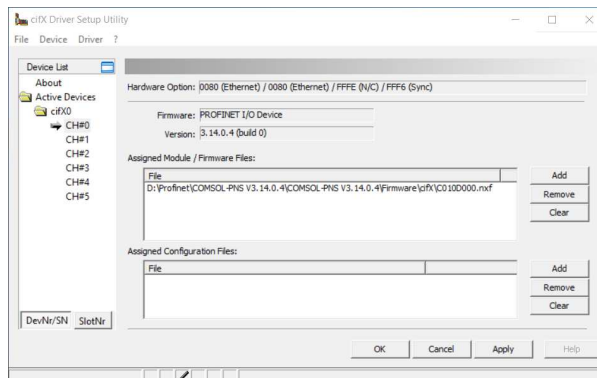 cifX Driver Setup Utility
File Device Driver ?
Device List
About
Active Devices
cifX0
CH#0
CH#1
CH#2
CH#3
CH#4
CH#5
DevNr/SN SlotNr
Hardware Option: 0080 (Ethernet) / 0080 (Ethernet) / FFFE (N/C) / FFF6 (Sync)
Firmware: PROFINET I/O Device
Version: 3.14.0.4 (build 0)
Assigned Module / Firmware Files:
File
D:\Profinet\COMSOL-PNS V3.14.0.4\COMSOL-PNS V3.14.0.4\Firmware\cifX\C010D000.nxf
Add
Remove
Clear
Assigned Configuration Files:
File
Add
Remove
Clear
OK Cancel Apply Help